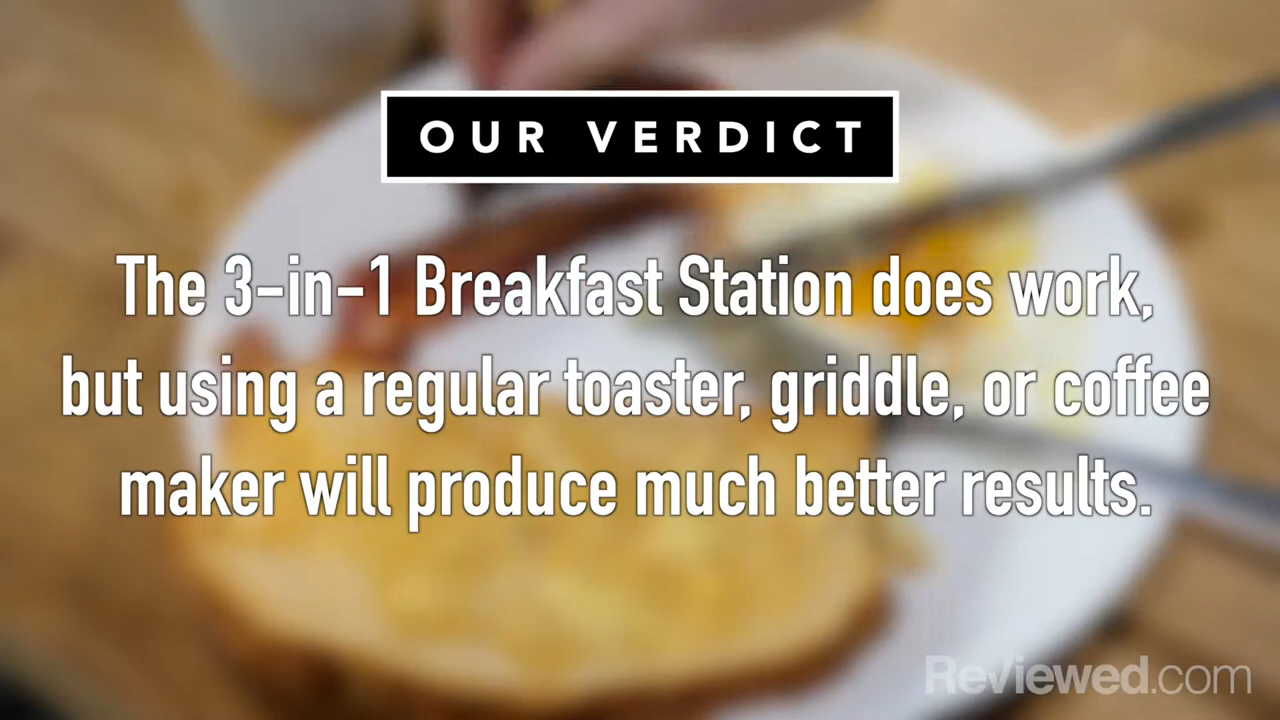 OUR VERDICT
The 3-in-1 Breakfast Station does work,
but using a regular toaster, griddle, or coffee
maker will produce much better results.
Reviewed.com